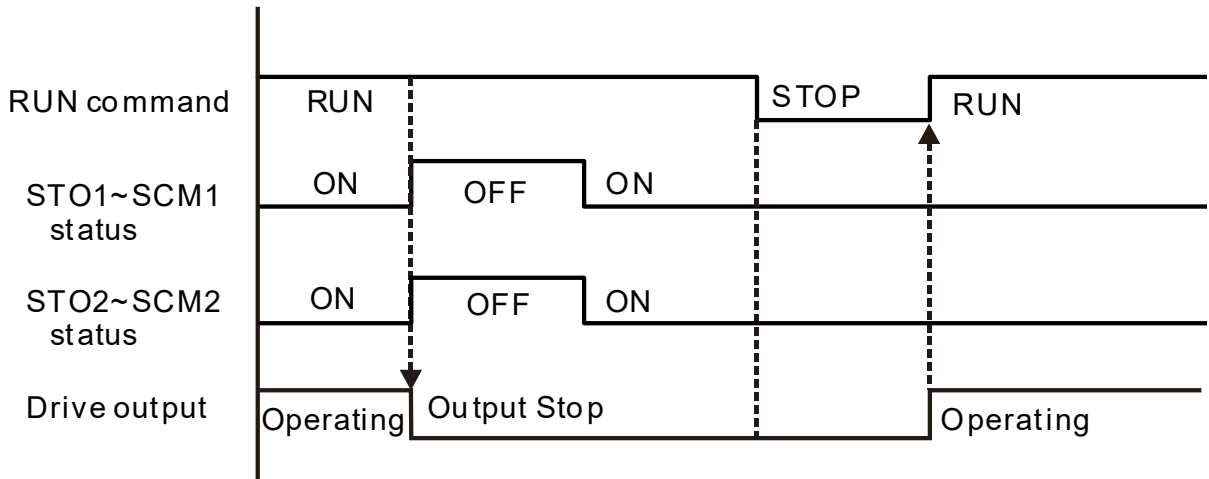 RUN command
RUN
STOP
RUN
STO1~SCM1
status
ON
OFF
ON
STO2~SCM2
status
ON
OFF
ON
Drive output
Operating
Output Stop
Operating